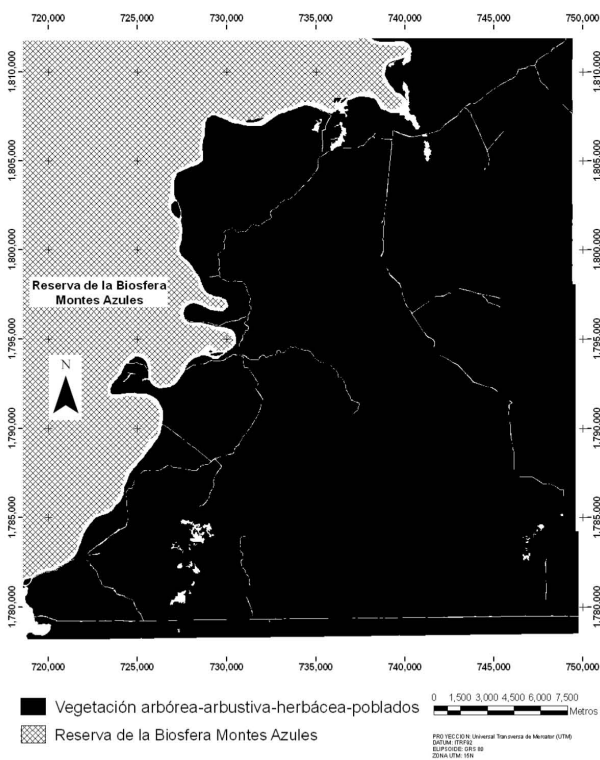 720,000 725,000 730,000 735,000 740,000 745,000 750,000
1,810,000 1,810,000
1,805,000 1,805,000
1,800,000 1,800,000
Reserva de la Biosfera
Montes Azules
1,795,000 1,795,000
N
1,790,000 1,790,000
1,785,000 1,785,000
1,780,000 1,780,000
720,000 725,000 730,000 735,000 740,000 745,000 750,000
Vegetación arbórea-arbustiva-herbácea-poblados
0 1,500 3,000 4,500 6,000 7,500
Metros
Reserva de la Biosfera Montes Azules
PROYECCION: Universal Transversa de Mercator (UTM)
DATUM: ITRF92
ELIPSOIDE: GRS 80
ZONA UTM: 15N